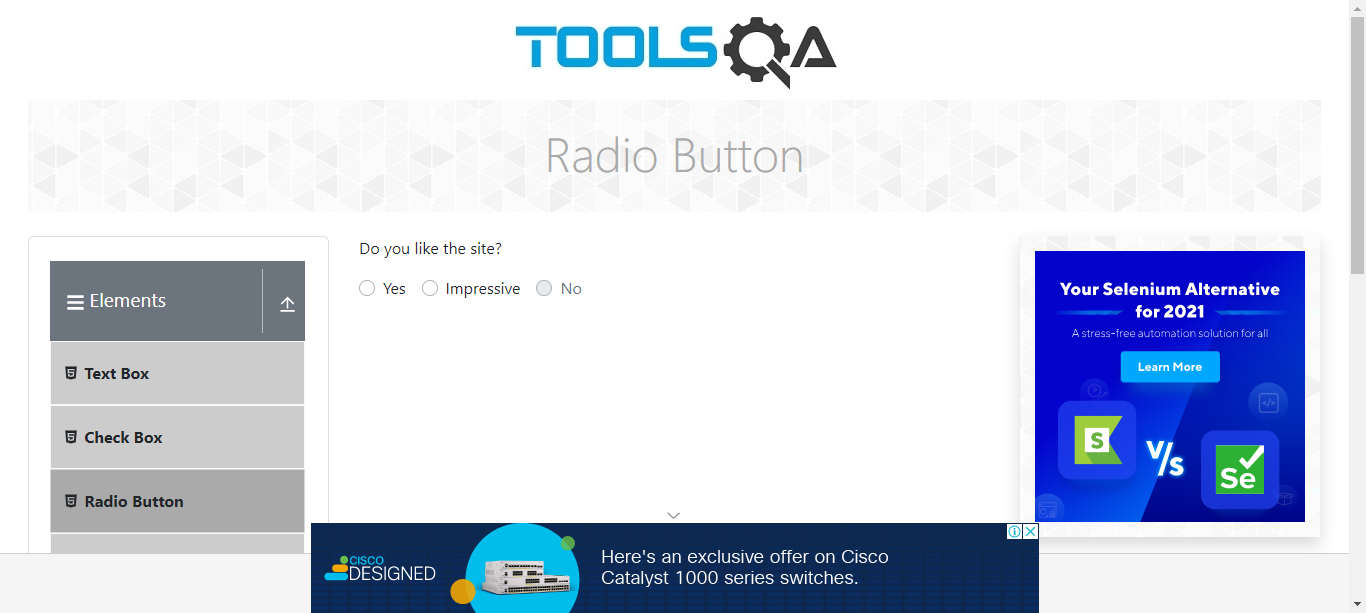 TOOLSQA
Radio Button
Elements
Text Box
Check Box
Radio Button
Do you like the site?
Yes
Impressive
No
Your Selenium Alternative
for 2021
A stress-free automation solution for all
Learn More
S
V/s
Se
CISCO
DESIGNED
Here's an exclusive offer on Cisco
Catalyst 1000 series switches.